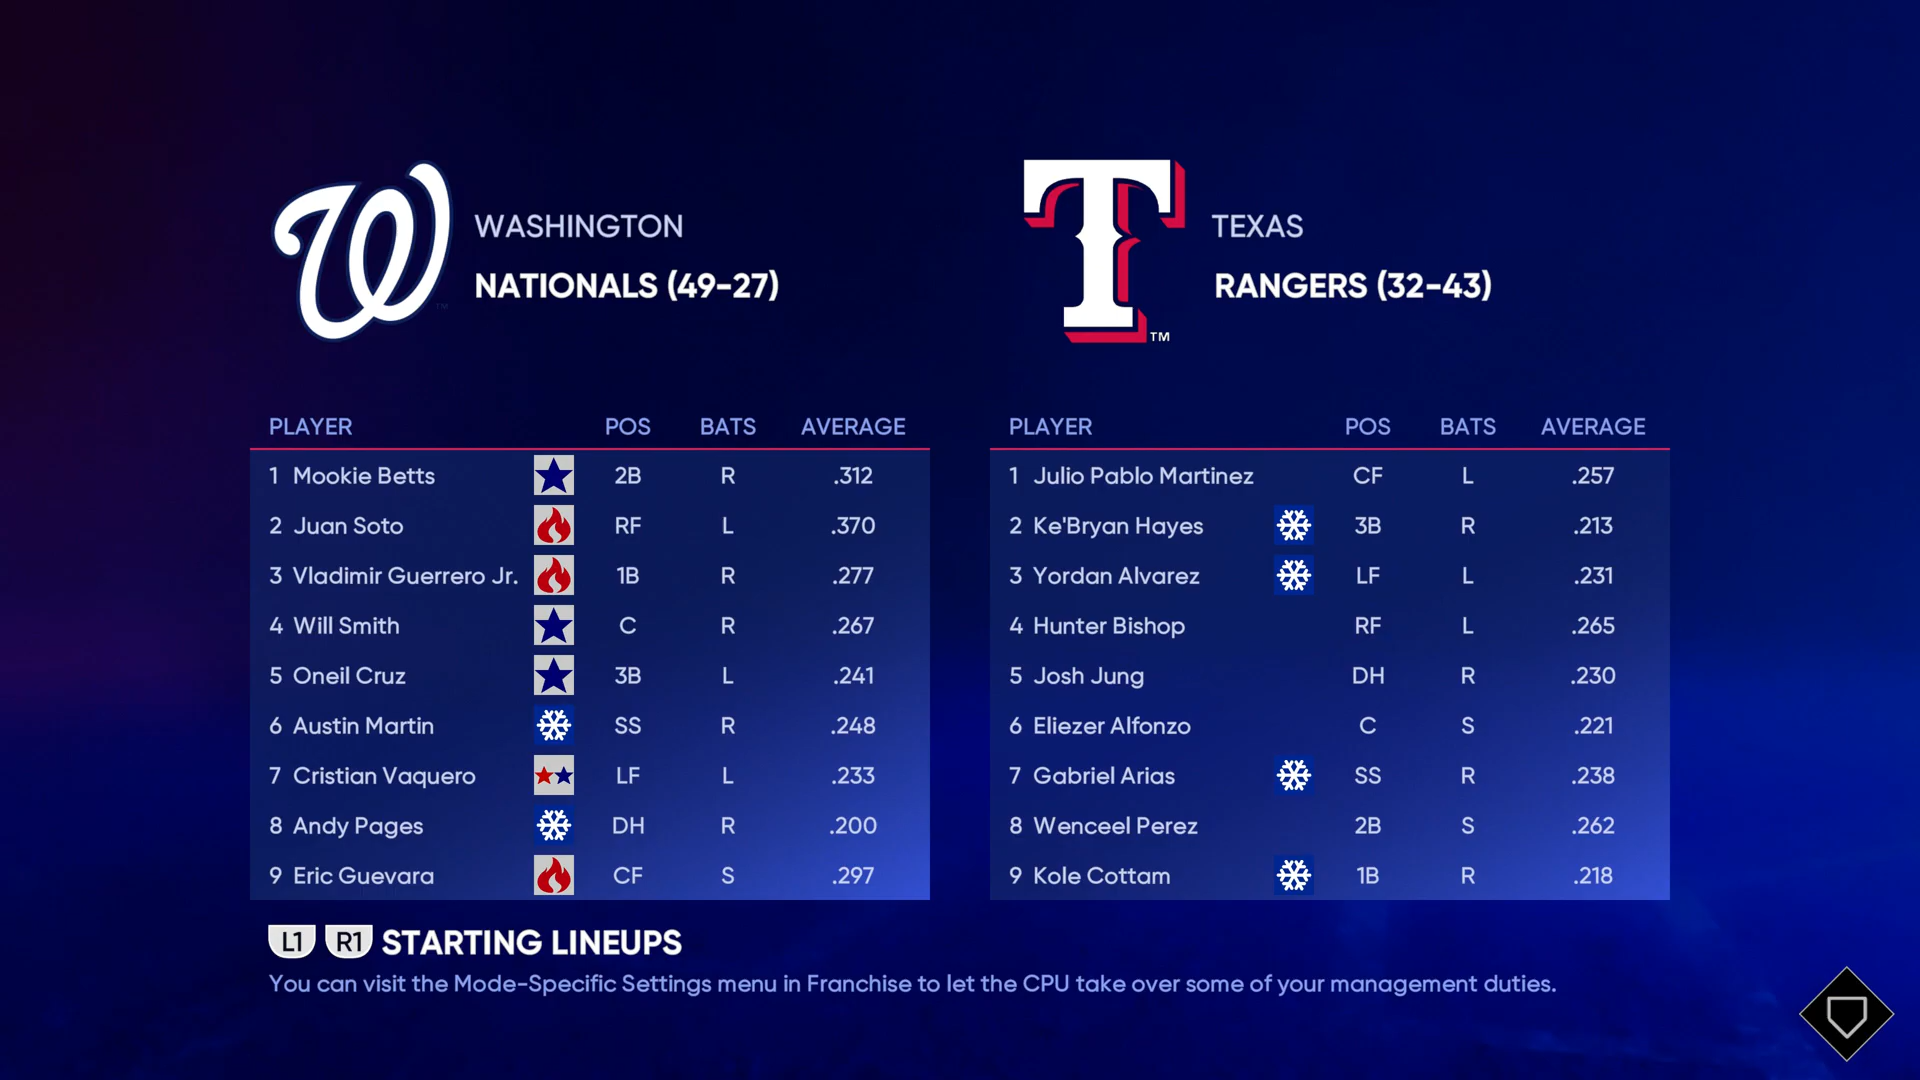 WASHINGTON
NATIONALS (49-27)
TEXAS
RANGERS (32-43)
T
TM
PLAYER POS BATS AVERAGE
1 Mookie Betts 2B R .312
2 Juan Soto RF L .370
3 Vladimir Guerrero Jr. 1B R .277
4 Will Smith C R .267
5 Oneil Cruz 3B L .241
6 Austin Martin SS R .248
7 Cristian Vaquero LF L .233
8 Andy Pages DH R .200
9 Eric Guevara CF S .297
PLAYER POS BATS AVERAGE
1 Julio Pablo Martinez CF L .257
2 Ke'Bryan Hayes 3B R .213
3 Yordan Alvarez LF L .231
4 Hunter Bishop RF L .265
5 Josh Jung DH R .230
6 Eliezer Alfonzo C S .221
7 Gabriel Arias SS R .238
8 Wenceel Perez 2B S .262
9 Kole Cottam 1B R .218
L1 R1 STARTING LINEUPS
You can visit the Mode-Specific Settings menu in Franchise to let the CPU take over some of your management duties.